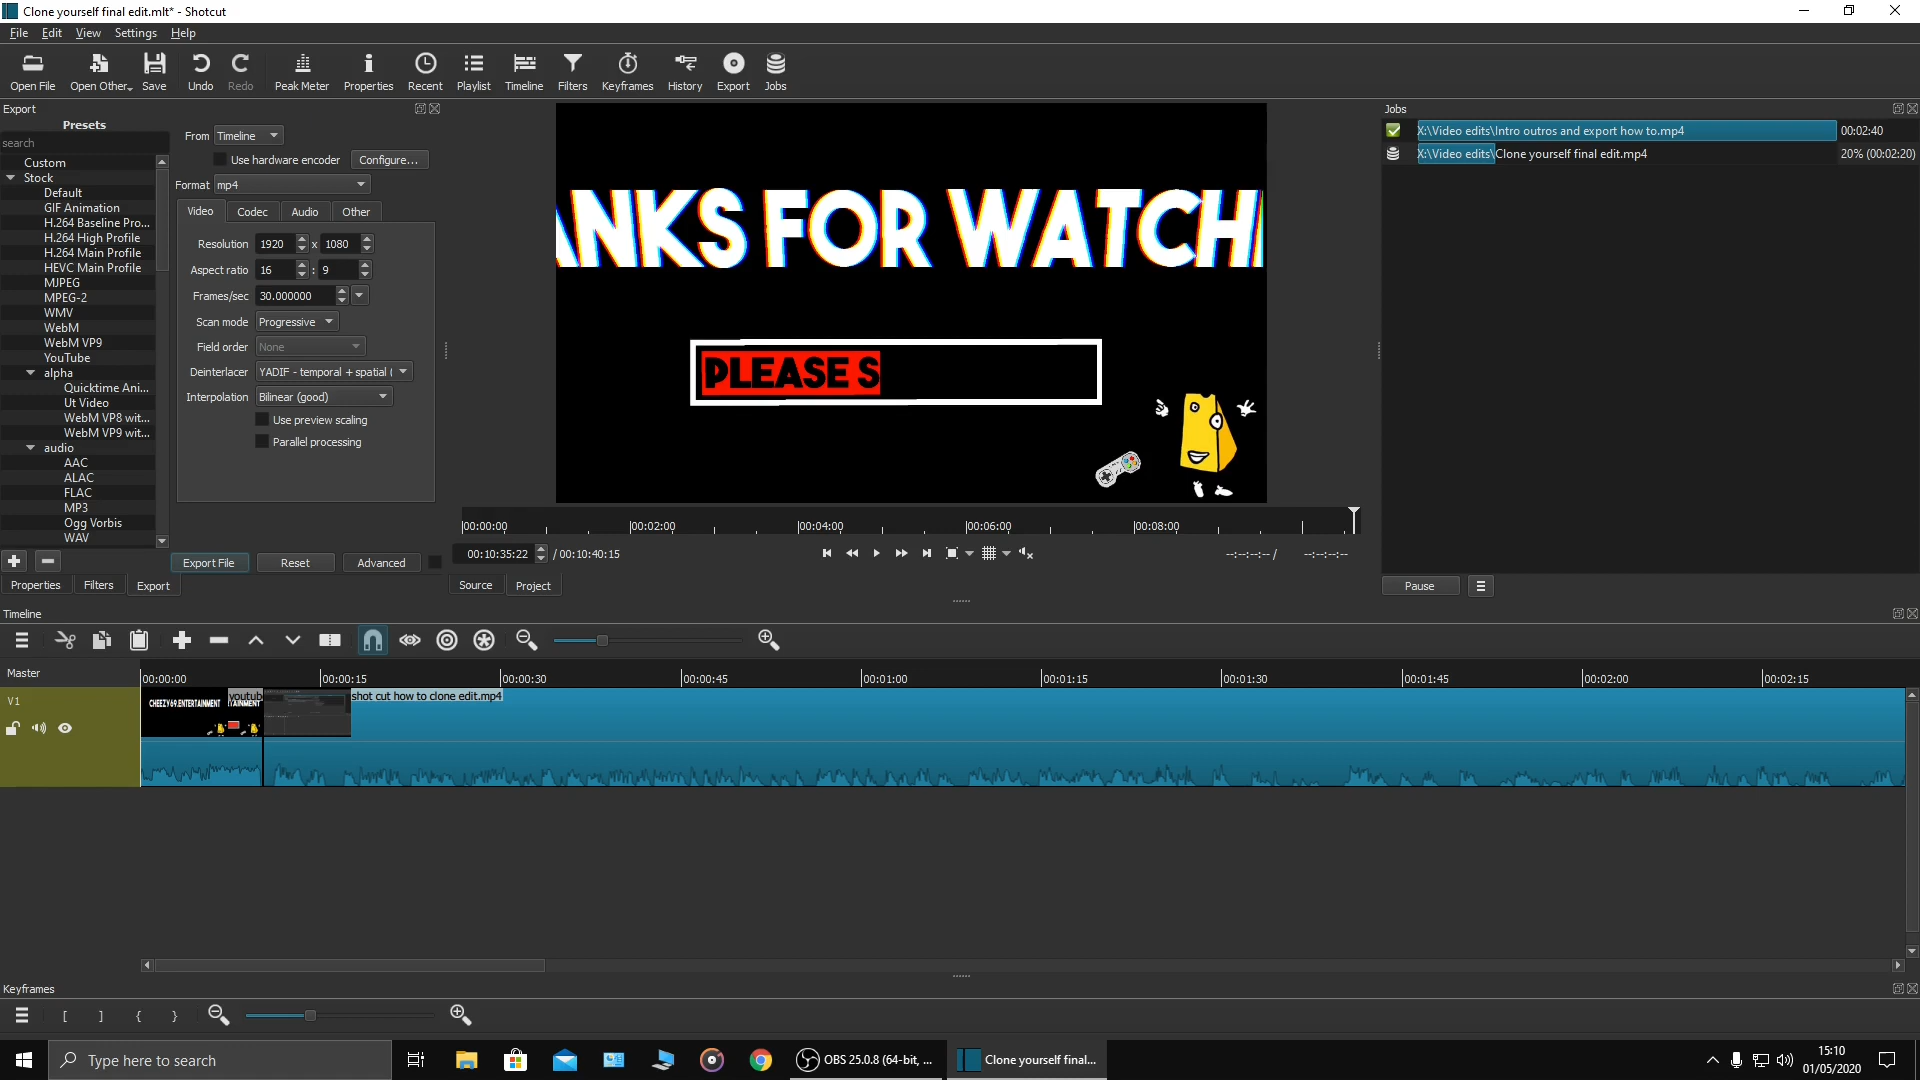 Clone yourself final edit.mlt* - Shotcut
File Edit View Settings Help
Open File Open Other Save Undo Redo Peak Meter Properties Recent Playlist Timeline Filters Keyframes History Export Jobs
Export
Presets
search
Custom
Stock
Default
GIF Animation
H.264 Baseline Pro...
H.264 High Profile
H.264 Main Profile
HEVC Main Profile
MJPEG
MPEG-2
WMV
WebM
WebM VP9
YouTube
alpha
Quicktime Ani...
Ut Video
WebM VP8 wit...
WebM VP9 wit...
audio
AAC
ALAC
FLAC
MP3
Ogg Vorbis
WAV
From Timeline
Use hardware encoder Configure...
Format mp4
Video Codec Audio Other
Resolution 1920 x 1080
Aspect ratio 16 : 9
Frames/sec 30.000000
Scan mode Progressive
Field order None
Deinterlacer YADIF - temporal + spatial (
Interpolation Bilinear (good)
Use preview scaling
Parallel processing
Export File Reset Advanced
Properties Filters Export
ANKS FOR WATCHI
PLEASE S
00:00:00 00:02:00 00:04:00 00:06:00 00:08:00
00:10:35:22 / 00:10:40:15
--:--:--:-- / --:--:--:--
Source Project
Jobs
X:\Video edits\Intro outros and export how to.mp4 00:02:40
X:\Video edits\Clone yourself final edit.mp4 20% (00:02:20)
Pause
Timeline
Master
00:00:00 00:00:15 00:00:30 00:00:45 00:01:00 00:01:15 00:01:30 00:01:45 00:02:00 00:02:15
V1
CHEEZY69.ENTERTAINMENT
youtub
TAINMENT
shot cut how to clone edit.mp4
Keyframes
[ ] { }
Type here to search
OBS 25.0.8 (64-bit, ...
Clone yourself final...
15:10
01/05/2020